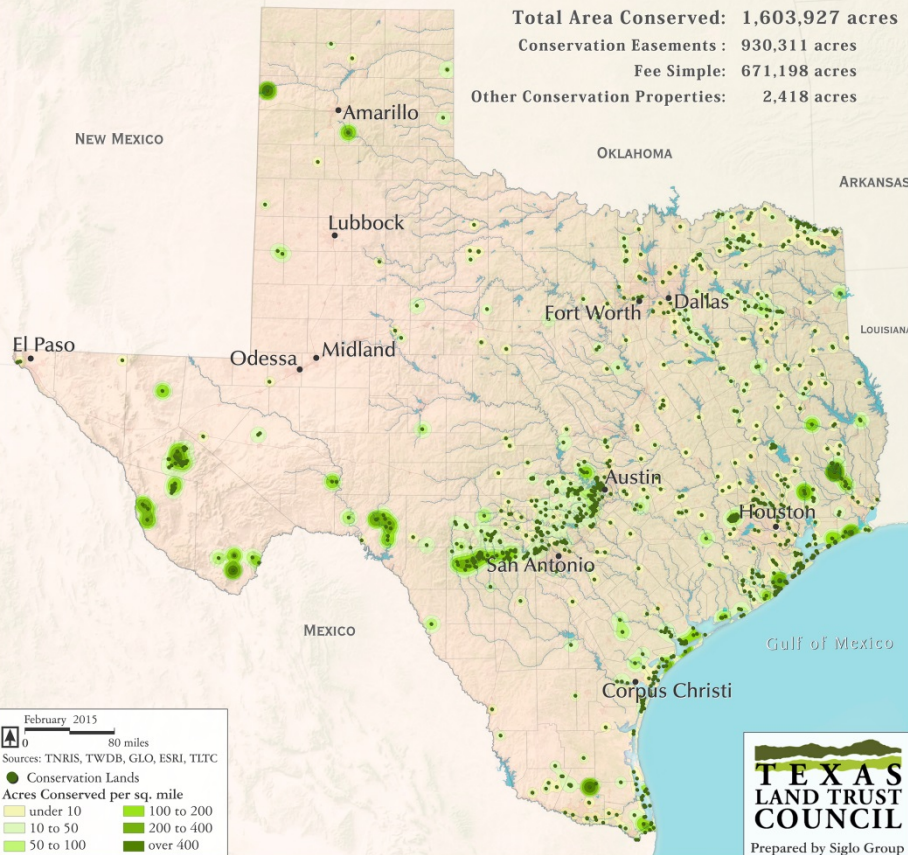 Total Area Conserved: 1,603,927 acres
Conservation Easements : 930,311 acres
Fee Simple: 671,198 acres
Other Conservation Properties: 2,418 acres
Amarillo
NEW MEXICO
OKLAHOMA
ARKANSAS
Lubbock
Fort Worth
Dallas
LOUISIANA
El Paso
Odessa
Midland
Austin
Houston
San Antonio
MEXICO
Gulf of Mexico
Corpus Christi
February 2015
0 80 miles
Sources: TNRIS, TWDB, GLO, ESRI, TLTC
Conservation Lands
Acres Conserved per sq. mile
under 10 100 to 200
10 to 50 200 to 400
50 to 100 over 400
TEXAS
LAND TRUST
COUNCIL
Prepared by Siglo Group